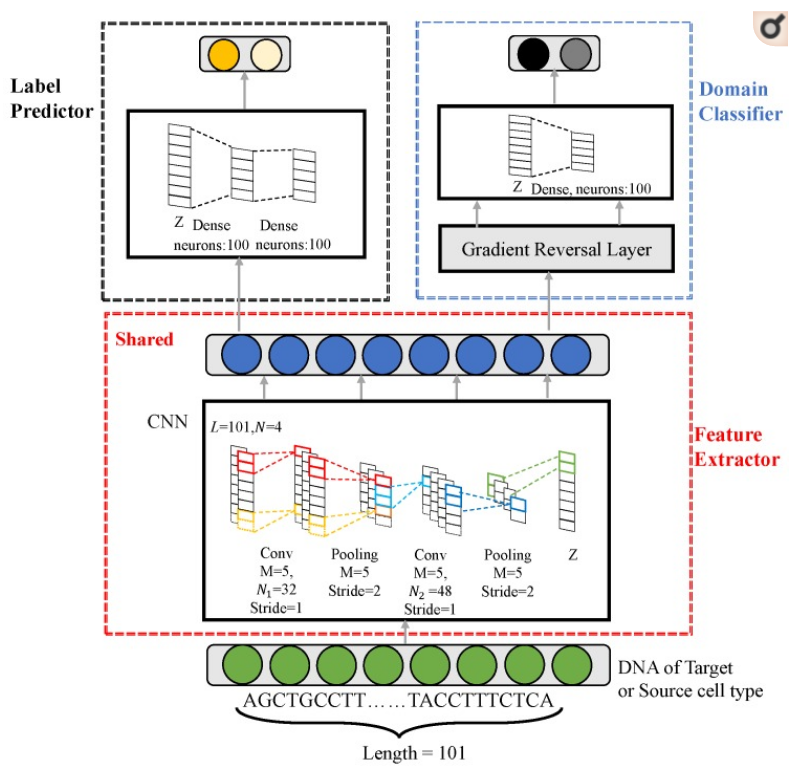 Label
Predictor
Z Dense Dense
neurons:100 neurons:100
Domain
Classifier
Z Dense, neurons:100
Gradient Reversal Layer
Shared
CNN
L=101,N=4
Feature
Extractor
Conv
M=5,
N₁=32
Stride=1
Pooling
M=5
Stride=2
Conv
M=5,
N₂=48
Stride=1
Pooling
M=5
Stride=2
Z
DNA of Target
or Source cell type
AGCTGCCTT……TACCTTTCTCA
Length = 101